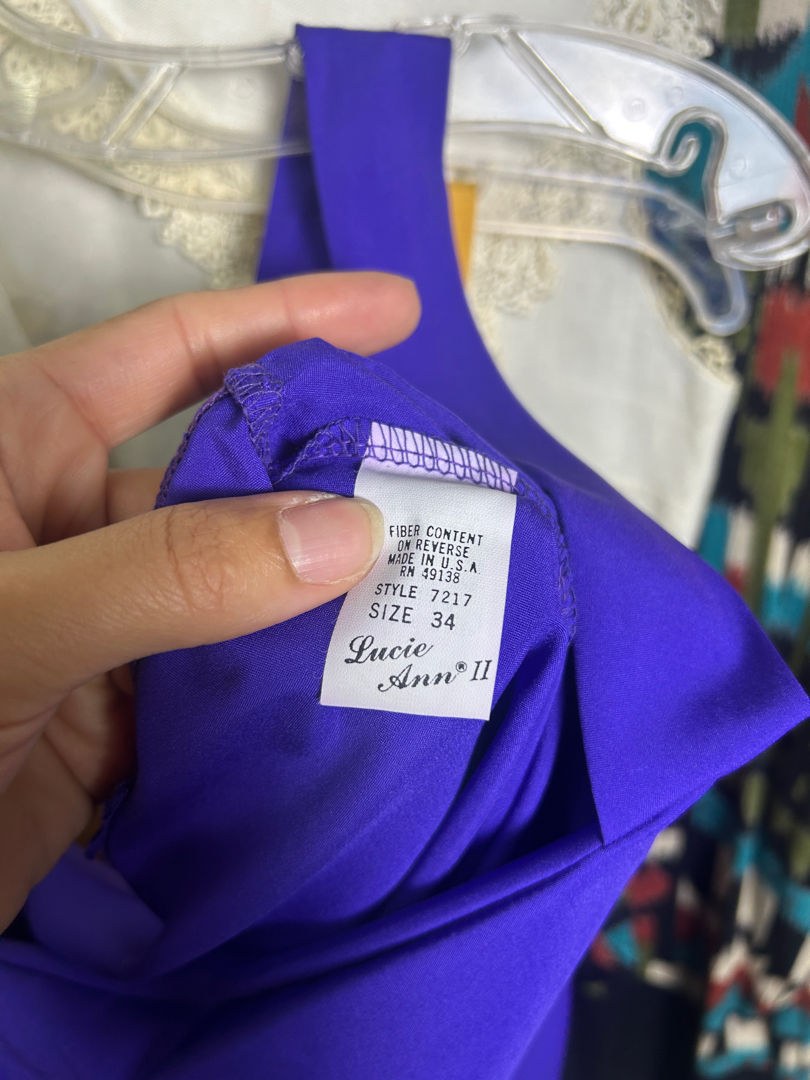 FIBER CONTENT
ON REVERSE
MADE IN U.S.A
RN 49138
STYLE 7217
SIZE 34
Lucie
Ann® II